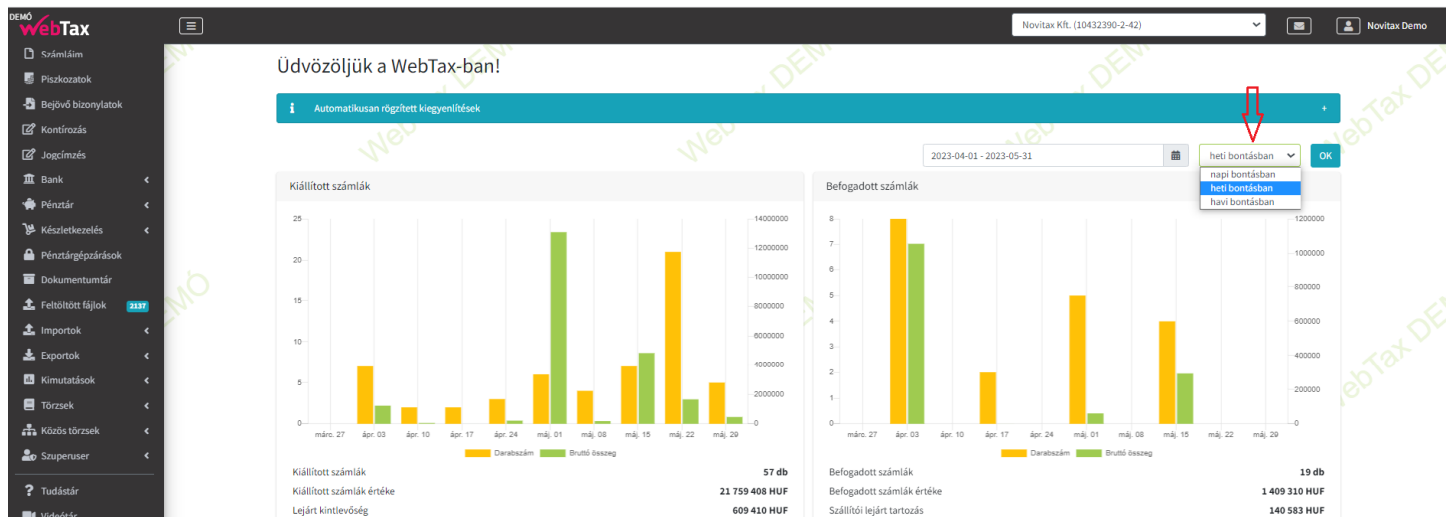 DEMÓ
WebTax
Novitax Kft. (10432390-2-42)
Novitax Demo
Számláim
Piszkozatok
Bejövő bizonylatok
Kontírozás
Jogcímzés
Bank
Pénztár
Készletkezelés
Pénztárgépzárások
Dokumentumtár
Feltöltött fájlok 2137
Importok
Exportok
Kimutatások
Törzsek
Közös törzsek
Szuperuser
Tudástár
Videótár
Üdvözöljük a WebTax-ban!
Automatikusan rögzített kiegyenlítések +
2023-04-01 - 2023-05-31
heti bontásban
OK
napi bontásban
heti bontásban
havi bontásban
Kiállított számlák
25
20
15
10
5
0
14000000
12000000
10000000
8000000
6000000
4000000
2000000
0
márc. 27 ápr. 03 ápr. 10 ápr. 17 ápr. 24 máj. 01 máj. 08 máj. 15 máj. 22 máj. 29
Darabszám Bruttó összeg
Kiállított számlák 57 db
Kiállított számlák értéke 21 759 408 HUF
Lejárt kintlevőség 609 410 HUF
Befogadott számlák
8
7
6
5
4
3
2
1
0
1200000
1000000
800000
600000
400000
200000
0
márc. 27 ápr. 03 ápr. 10 ápr. 17 ápr. 24 máj. 01 máj. 08 máj. 15 máj. 22 máj. 29
Darabszám Bruttó összeg
Befogadott számlák 19 db
Befogadott számlák értéke 1 409 310 HUF
Szállítói lejárt tartozás 140 583 HUF
WebTax DEMÓ